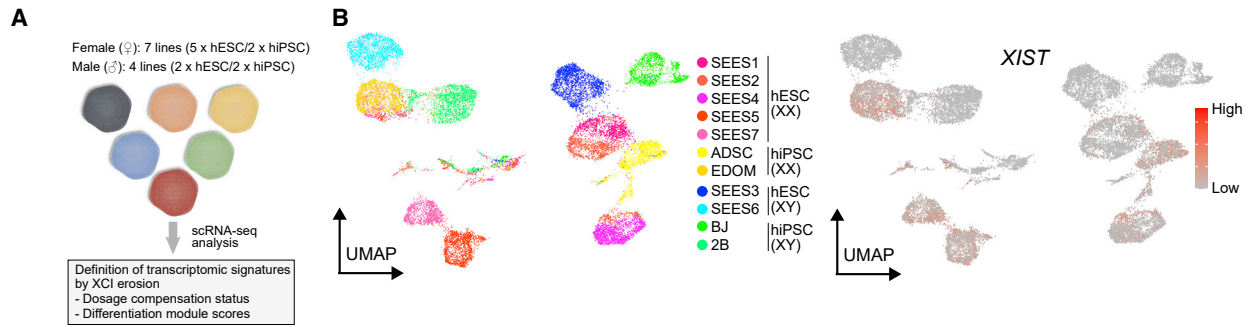 A
Female (♀): 7 lines (5 x hESC/2 x hiPSC)
Male (♂): 4 lines (2 x hESC/2 x hiPSC)
scRNA-seq
analysis
Definition of transcriptomic signatures
by XCI erosion
- Dosage compensation status
- Differentiation module scores
B
UMAP
SEES1
SEES2
SEES4
SEES5
SEES7
hESC
(XX)
ADSC
EDOM
hiPSC
(XX)
SEES3
SEES6
hESC
(XY)
BJ
2B
hiPSC
(XY)
XIST
High
Low
UMAP